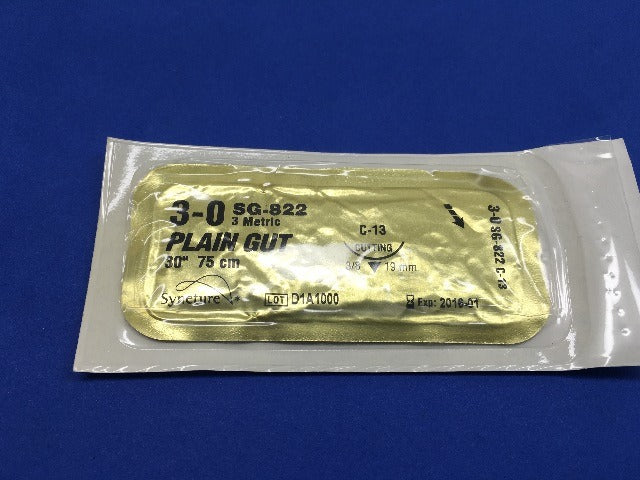 3-0 SG-822
3 Metric
PLAIN GUT
30" 75 cm
Syneture
LOT D1A1000
C-13
CUTTING
3/8 19 mm
Exp: 2016-01
3-0 SG-822 C-13